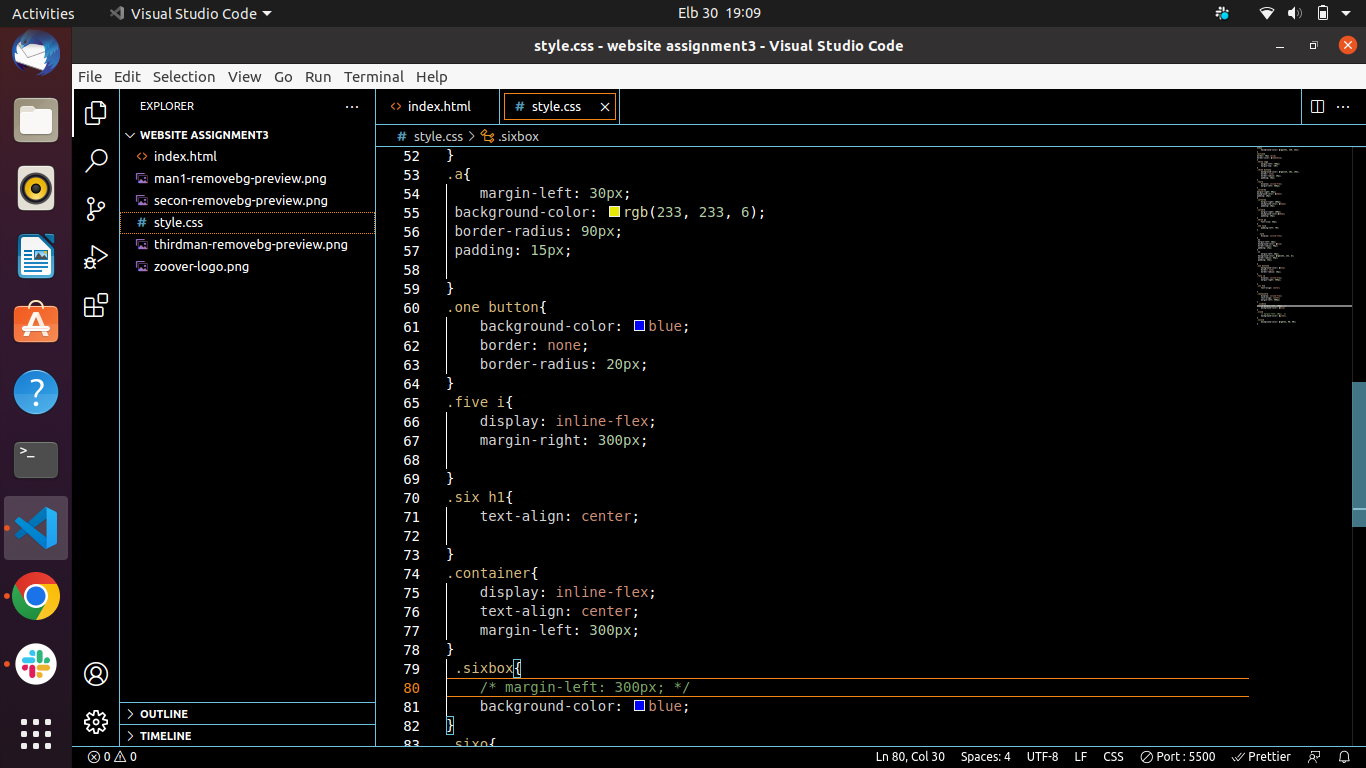 Activities
Visual Studio Code
Elb 30 19:09
style.css - website assignment3 - Visual Studio Code
File Edit Selection View Go Run Terminal Help
EXPLORER
WEBSITE ASSIGNMENT3
index.html
man1-removebg-preview.png
secon-removebg-preview.png
style.css
thirdman-removebg-preview.png
zoover-logo.png
OUTLINE
TIMELINE
index.html
style.css
style.css > .sixbox
52 }
53 .a{
54 margin-left: 30px;
55 background-color: rgb(233, 233, 6);
56 border-radius: 90px;
57 padding: 15px;
58
59 }
60 .one button{
61 background-color: blue;
62 border: none;
63 border-radius: 20px;
64 }
65 .five i{
66 display: inline-flex;
67 margin-right: 300px;
68
69 }
70 .six h1{
71 text-align: center;
72
73 }
74 .container{
75 display: inline-flex;
76 text-align: center;
77 margin-left: 300px;
78 }
79 .sixbox{
80 /* margin-left: 300px; */
81 background-color: blue;
82 }
83 .sixo{
0 0
Ln 80, Col 30 Spaces: 4 UTF-8 LF CSS Port : 5500 Prettier